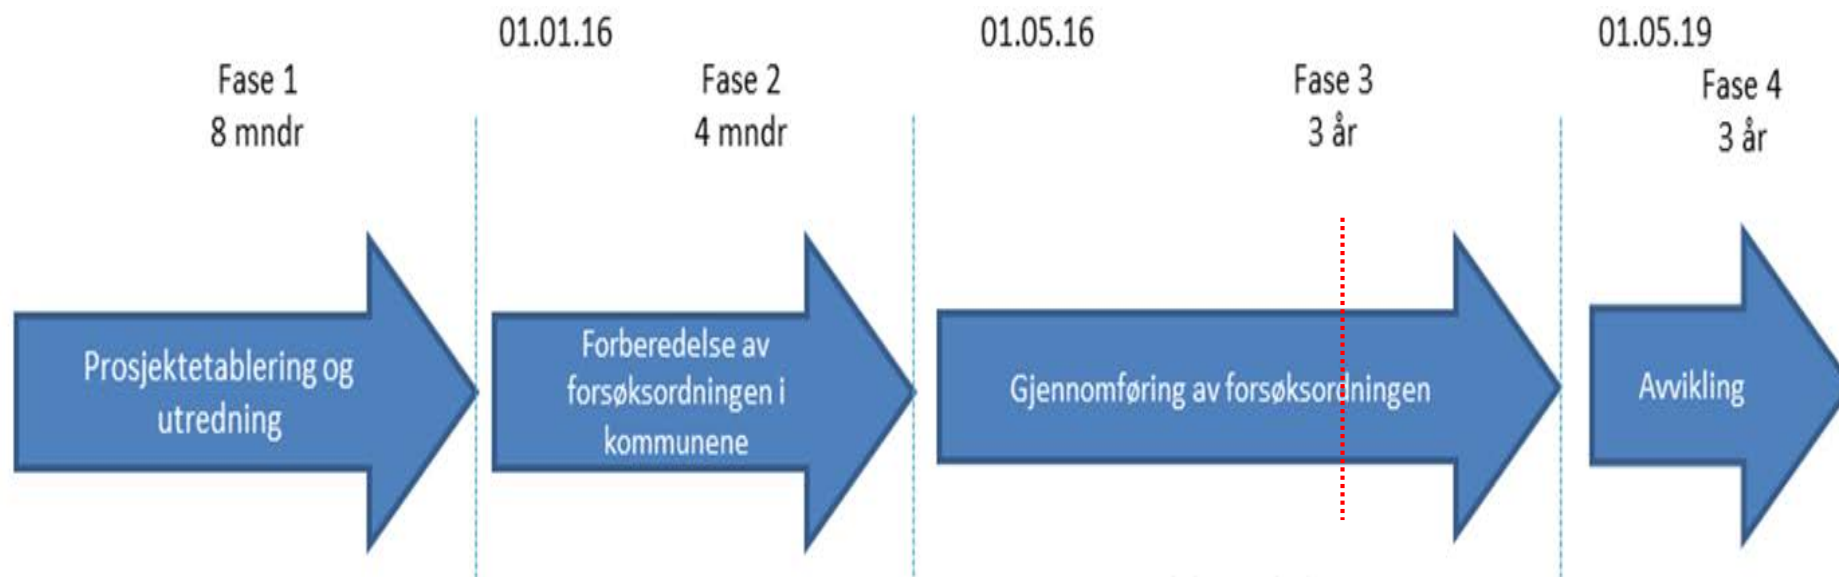 01.01.16
01.05.16
01.05.19
Fase 1
8 mndr
Fase 2
4 mndr
Fase 3
3 år
Fase 4
3 år
Prosjektetablering og
utredning
Forberedelse av
forsøksordningen i
kommunene
Gjennomføring av forsøksordningen
Avvikling